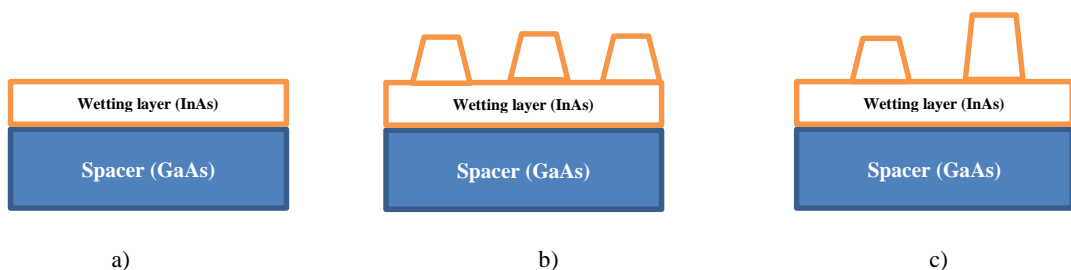 Wetting layer (InAs)
Spacer (GaAs)
a)
Wetting layer (InAs)
Spacer (GaAs)
b)
Wetting layer (InAs)
Spacer (GaAs)
c)